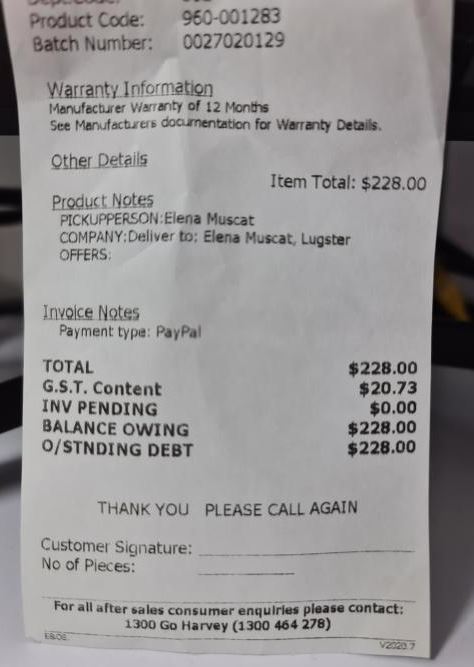 Product Code: 960-001283
Batch Number: 0027020129
Warranty Information
Manufacturer Warranty of 12 Months
See Manufacturers documentation for Warranty Details.
Other Details
Item Total: $228.00
Product Notes
PICKUPPERSON:Elena Muscat
COMPANY:Deliver to: Elena Muscat, Lugster
OFFERS:
Invoice Notes
Payment type: PayPal
TOTAL $228.00
G.S.T. Content $20.73
INV PENDING $0.00
BALANCE OWING $228.00
O/STNDING DEBT $228.00
THANK YOU PLEASE CALL AGAIN
Customer Signature:
No of Pieces:
For all after sales consumer enquiries please contact:
1300 Go Harvey (1300 464 278)
V2020.7